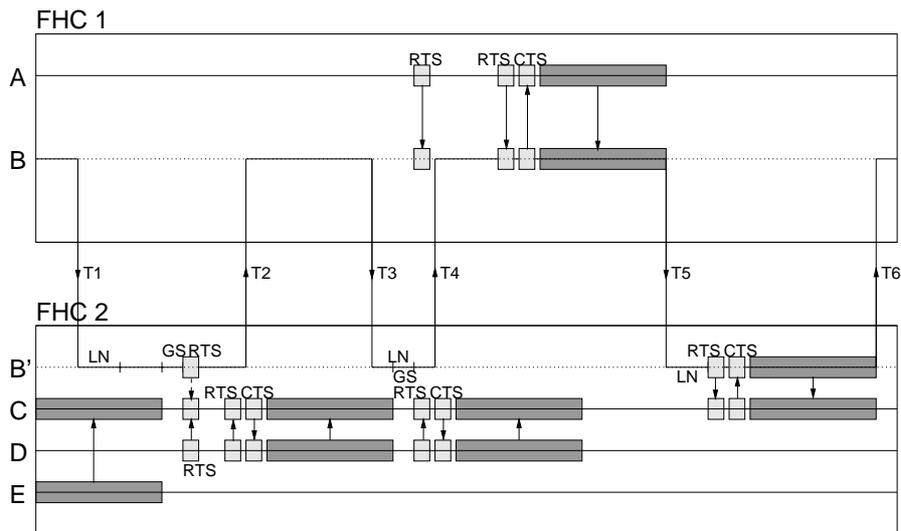 FHC 1
RTS RTS CTS
A
B
T1 T2 T3 T4 T5 T6
FHC 2
LN GS RTS LN RTS CTS
B'
GS LN
RTS CTS RTS CTS
C
D
RTS
E